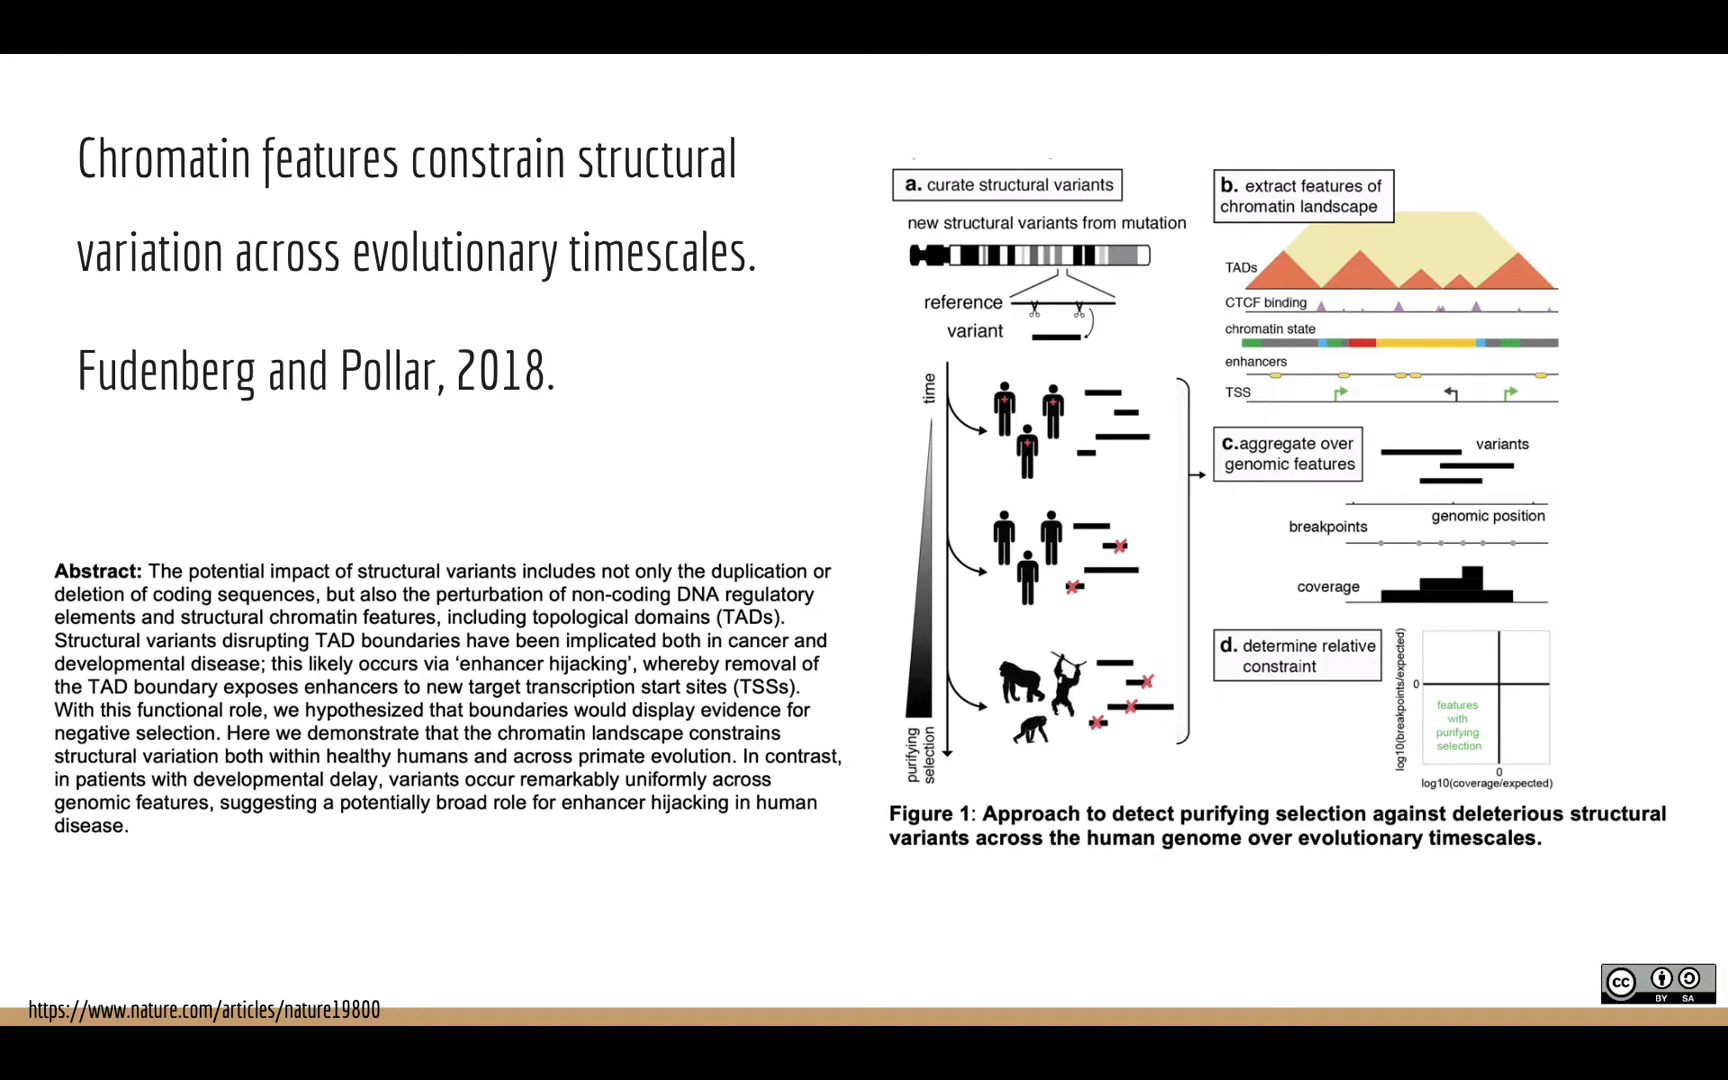 Chromatin features constrain structural
variation across evolutionary timescales.
Fudenberg and Pollar, 2018.
Abstract: The potential impact of structural variants includes not only the duplication or
deletion of coding sequences, but also the perturbation of non-coding DNA regulatory
elements and structural chromatin features, including topological domains (TADs).
Structural variants disrupting TAD boundaries have been implicated both in cancer and
developmental disease; this likely occurs via ‘enhancer hijacking’, whereby removal of
the TAD boundary exposes enhancers to new target transcription start sites (TSSs).
With this functional role, we hypothesized that boundaries would display evidence for
negative selection. Here we demonstrate that the chromatin landscape constrains
structural variation both within healthy humans and across primate evolution. In contrast,
in patients with developmental delay, variants occur remarkably uniformly across
genomic features, suggesting a potentially broad role for enhancer hijacking in human
disease.
a. curate structural variants
new structural variants from mutation
reference
variant
time
purifying
selection
b. extract features of
chromatin landscape
TADs
CTCF binding
chromatin state
enhancers
TSS
c.aggregate over
genomic features
variants
genomic position
breakpoints
coverage
d. determine relative
constraint
log10(breakpoints/expected)
0
features
with
purifying
selection
0
log10(coverage/expected)
Figure 1: Approach to detect purifying selection against deleterious structural
variants across the human genome over evolutionary timescales.
https://www.nature.com/articles/nature19800
cc
BY SA